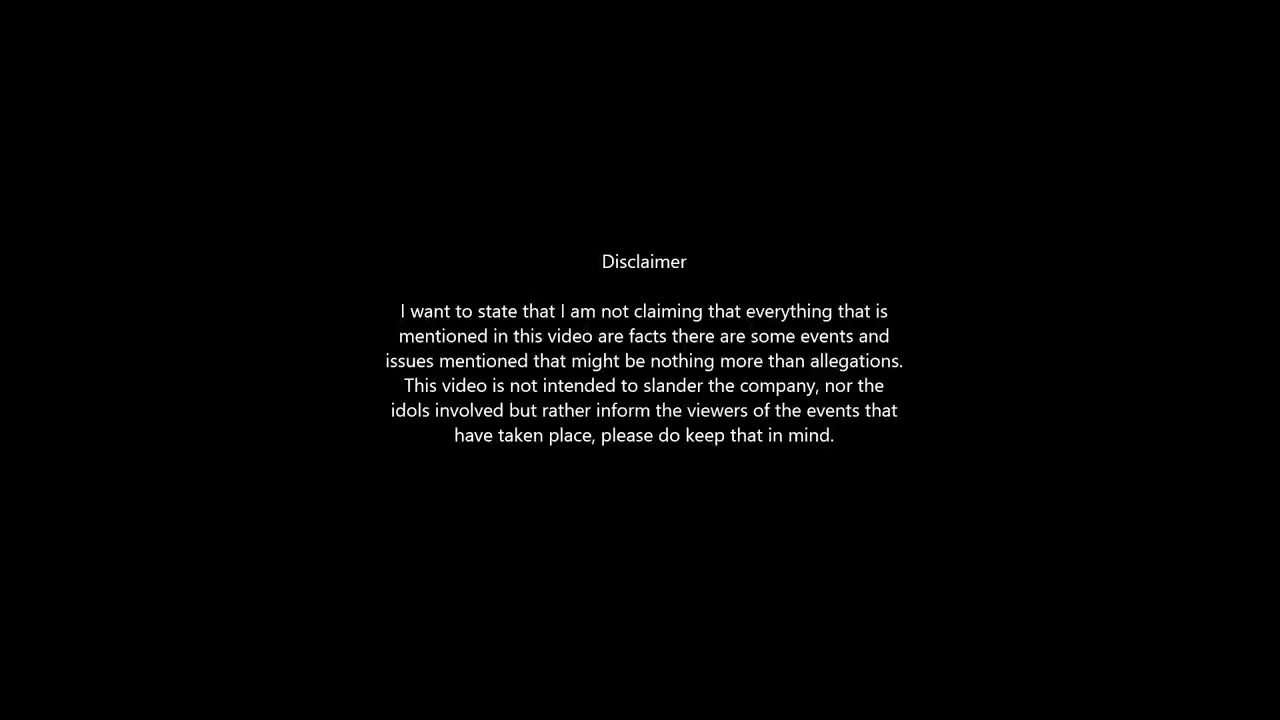 Disclaimer
I want to state that I am not claiming that everything that is
mentioned in this video are facts there are some events and
issues mentioned that might be nothing more than allegations.
This video is not intended to slander the company, nor the
idols involved but rather inform the viewers of the events that
have taken place, please do keep that in mind.